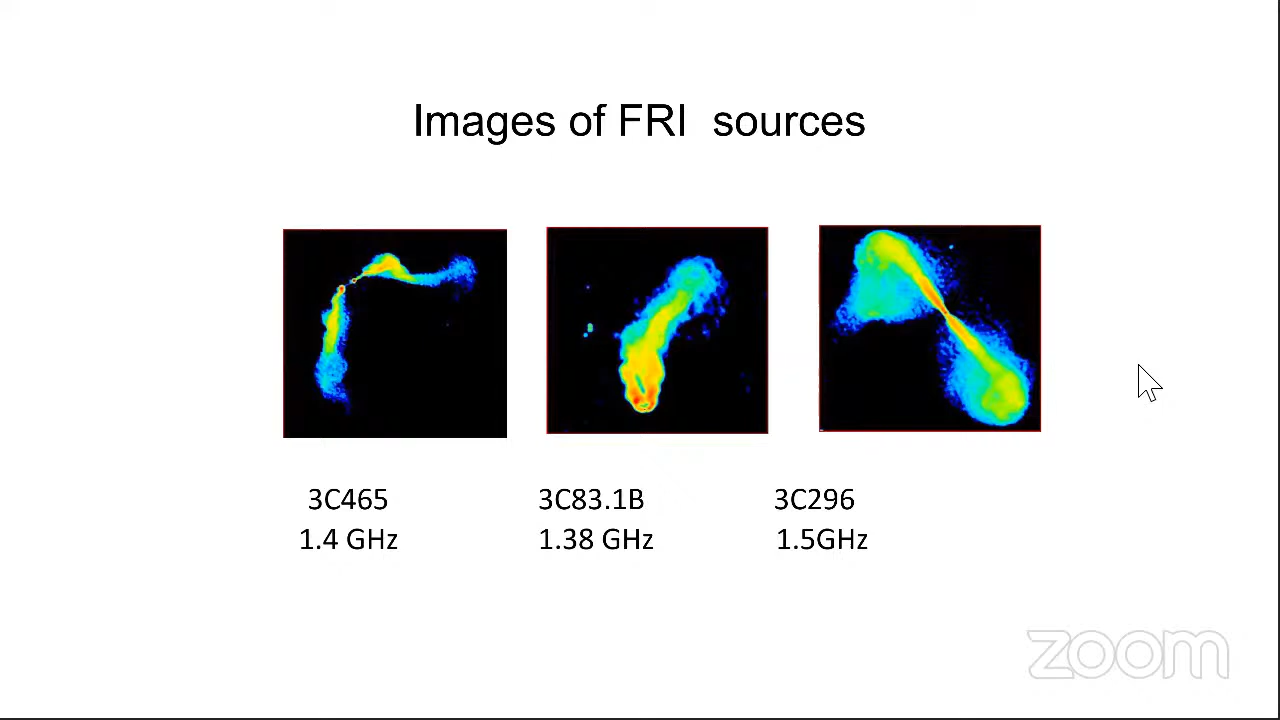 Images of FRI sources
3C465 3C83.1B 3C296
1.4 GHz 1.38 GHz 1.5GHz
zoom